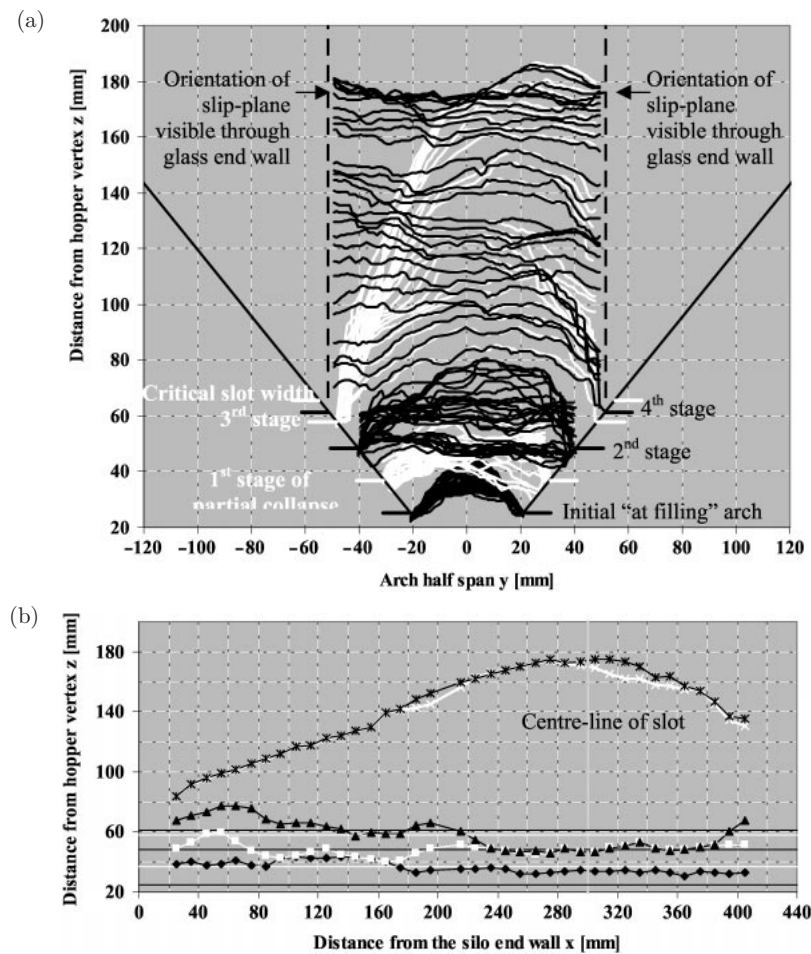 (a)
200
180
160
140
120
100
80
60
40
20
Distance from hopper vertex z [mm]
Orientation of
slip-plane
visible through
glass end wall
Orientation of
slip-plane
visible through
glass end wall
Critical slot width
3rd stage
4th stage
2nd stage
1st stage of
partial collapse
Initial “at filling” arch
−120 −100 −80 −60 −40 −20 0 20 40 60 80 100 120
Arch half span y [mm]
(b)
180
140
100
60
20
Distance from hopper vertex z [mm]
Centre-line of slot
0 40 80 120 160 200 240 280 320 360 400 440
Distance from the silo end wall x [mm]